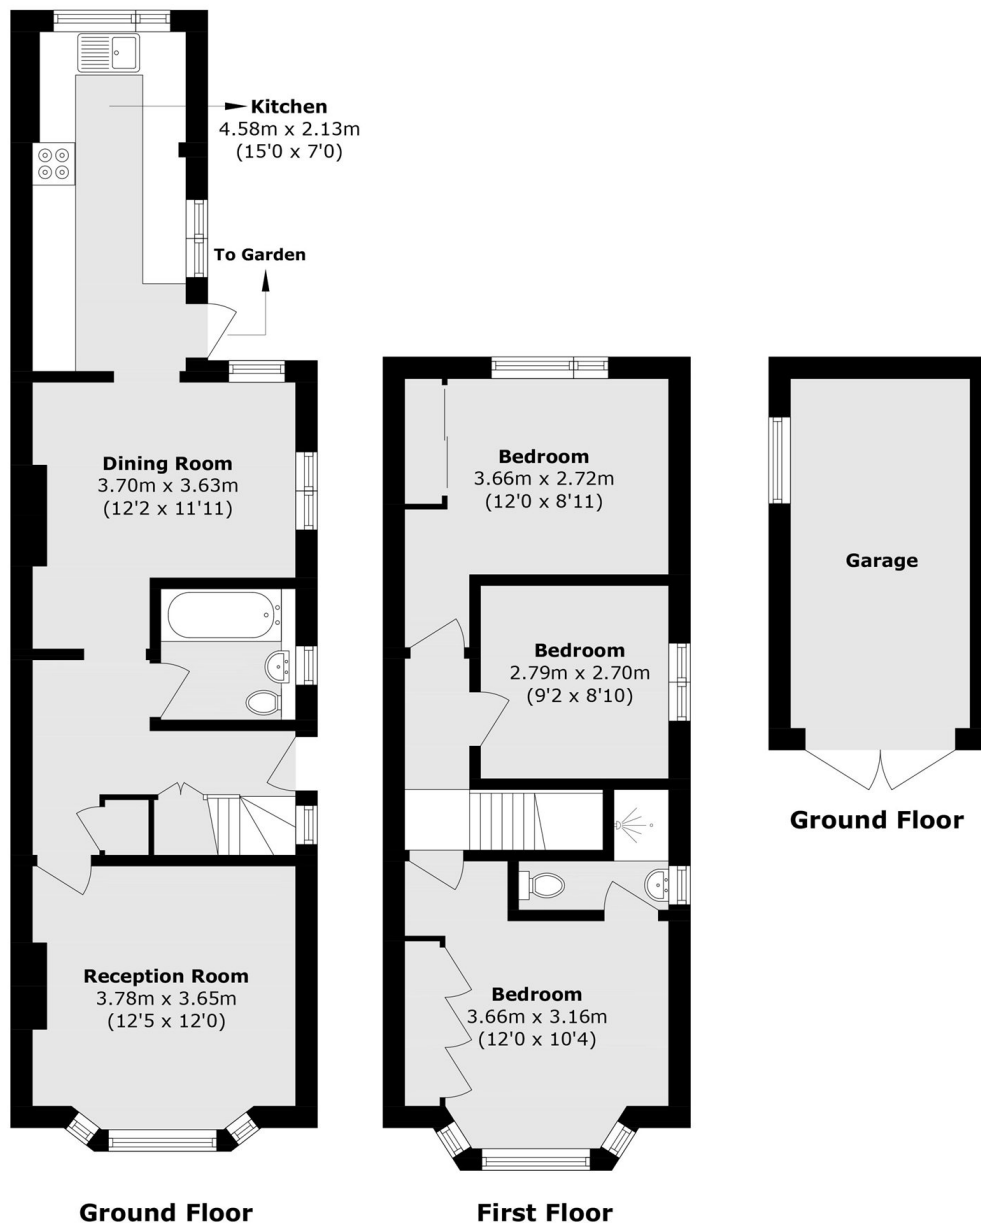 Kitchen
4.58m x 2.13m
(15'0 x 7'0)
To Garden
Dining Room
3.70m x 3.63m
(12'2 x 11'11)
Reception Room
3.78m x 3.65m
(12'5 x 12'0)
Ground Floor
Bedroom
3.66m x 2.72m
(12'0 x 8'11)
Bedroom
2.79m x 2.70m
(9'2 x 8'10)
Bedroom
3.66m x 3.16m
(12'0 x 10'4)
First Floor
Garage
Ground Floor